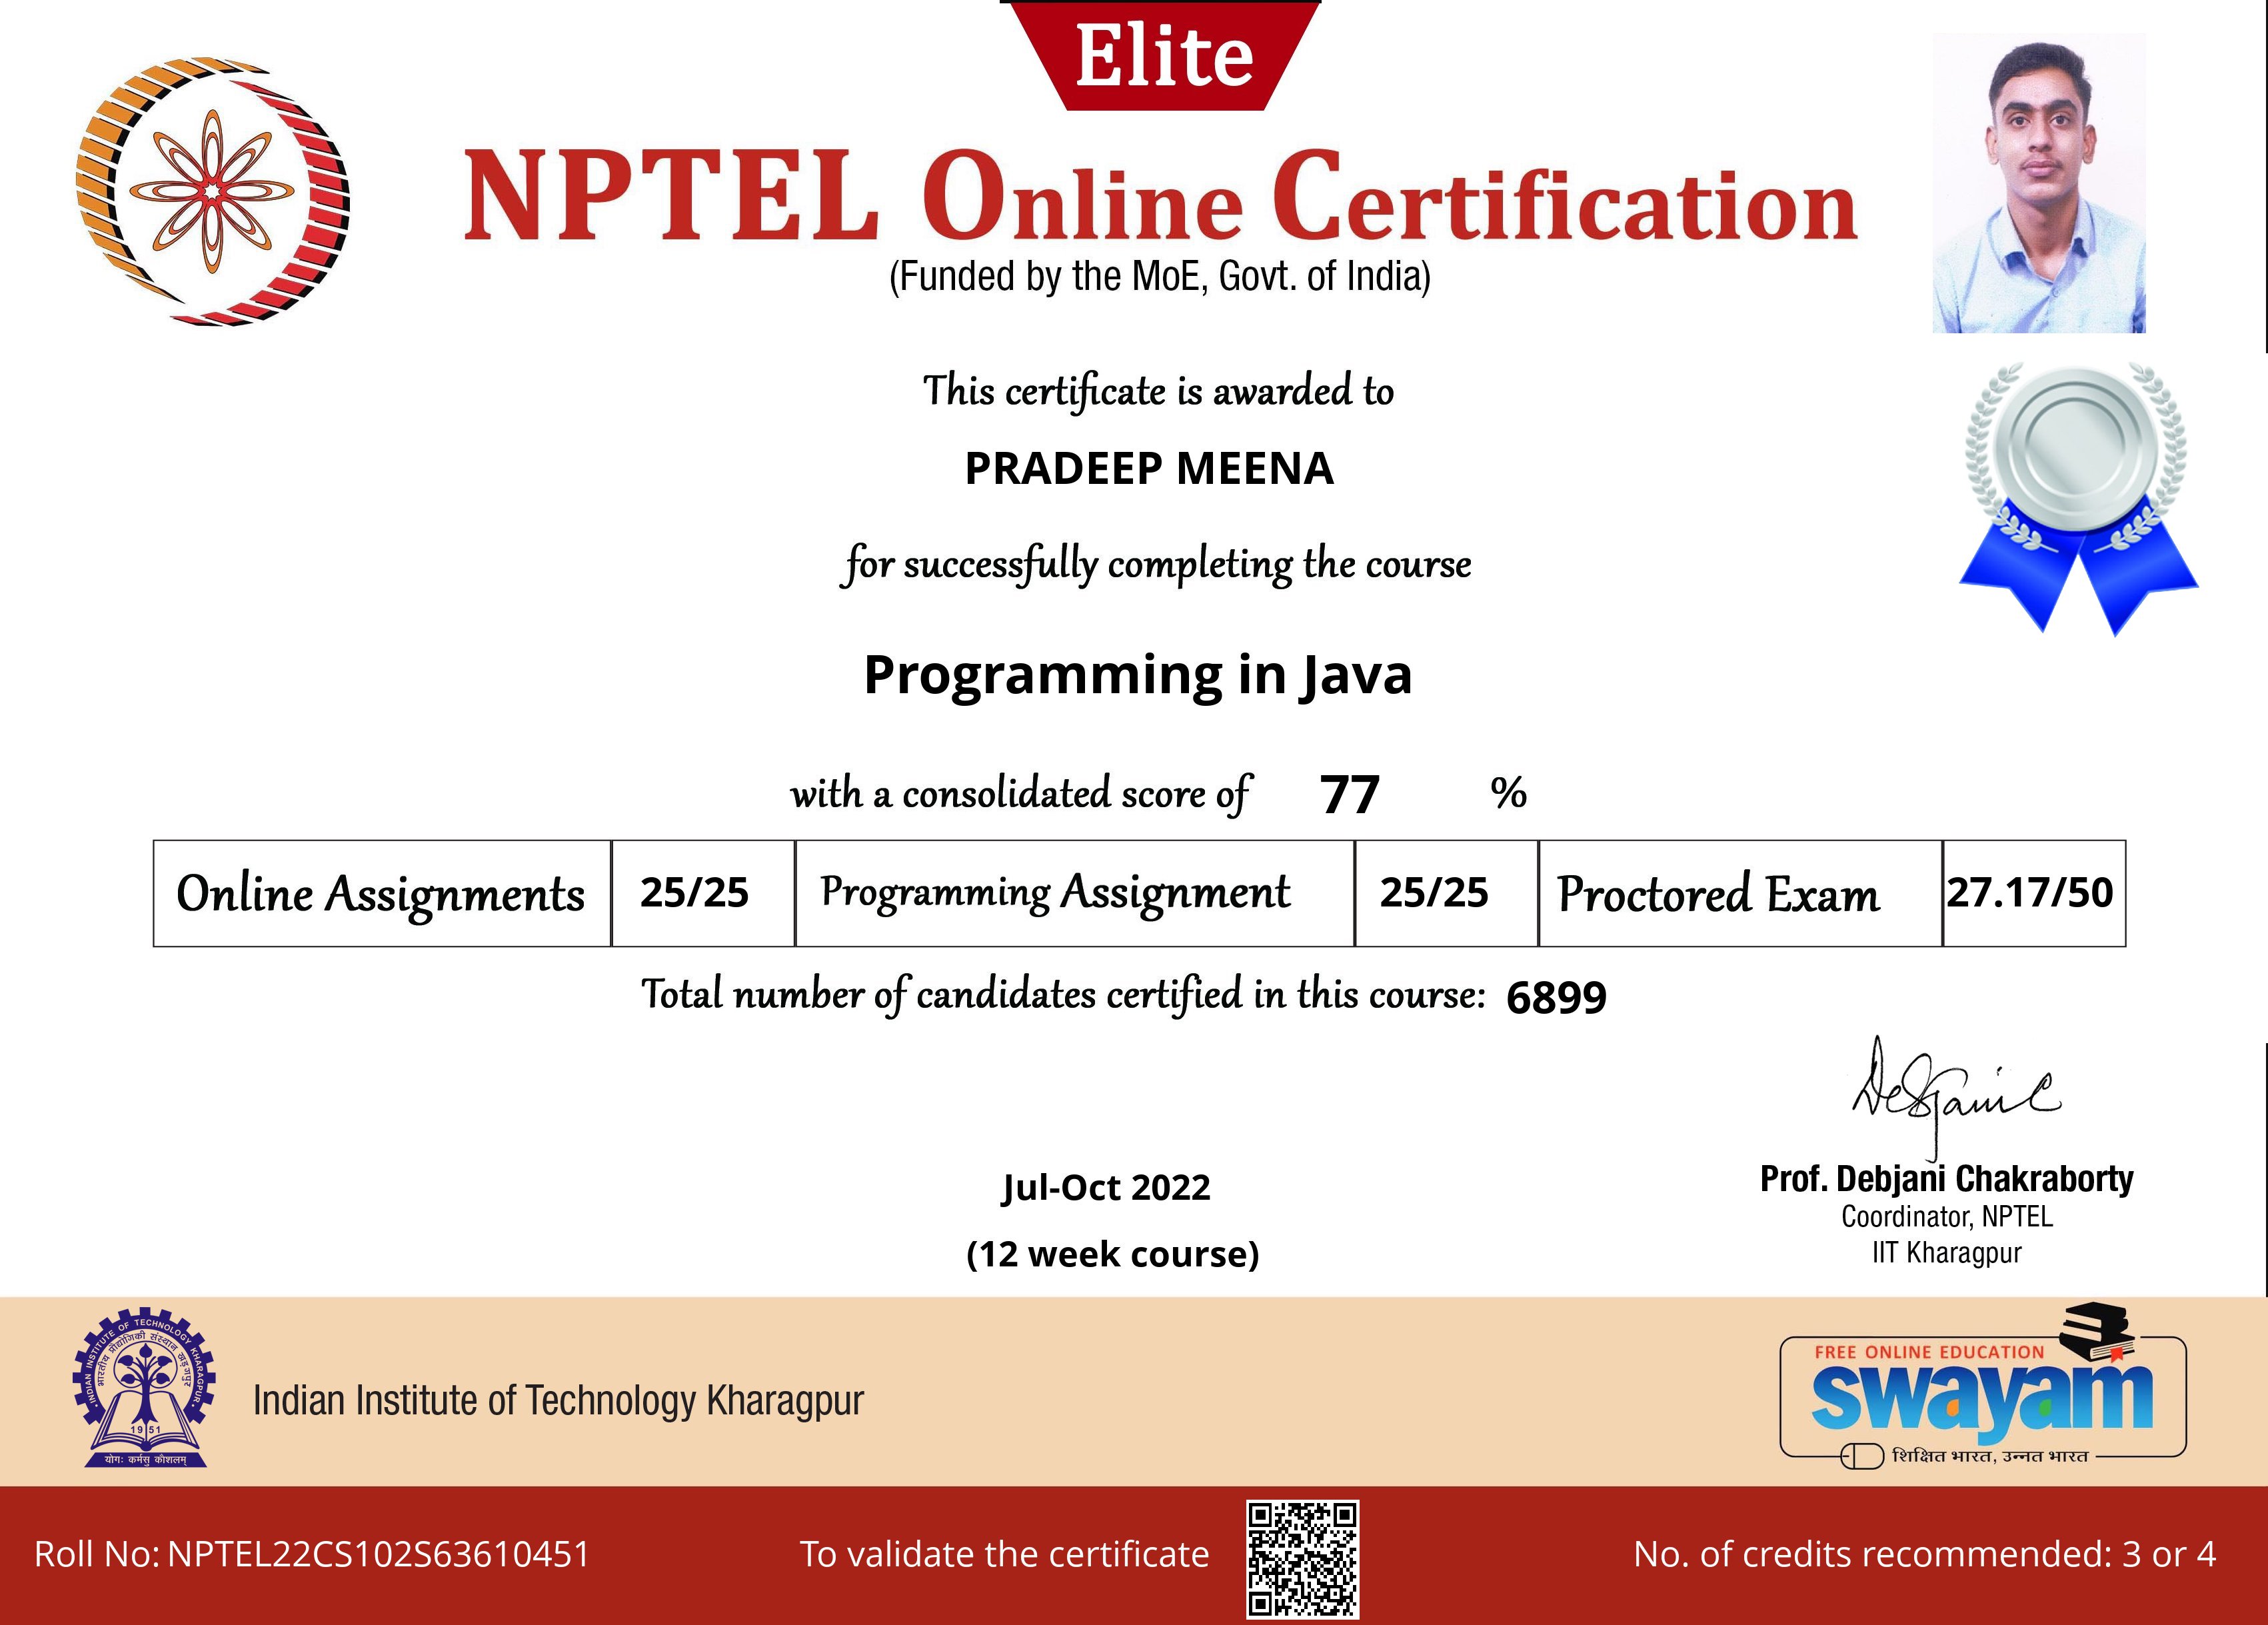 Elite
NPTEL Online Certification
(Funded by the MoE, Govt. of India)
This certificate is awarded to
PRADEEP MEENA
for successfully completing the course
Programming in Java
with a consolidated score of 77 %
Online Assignments 25/25 Programming Assignment 25/25 Proctored Exam 27.17/50
Total number of candidates certified in this course: 6899
Debjani C
Prof. Debjani Chakraborty
Coordinator, NPTEL
IIT Kharagpur
Jul-Oct 2022
(12 week course)
INDIAN INSTITUTE OF TECHNOLOGY KHARAGPUR
भारतीय प्रौद्योगिकी संस्थान खड़गपुर
1951
योगः कर्मसु कौशलम्
Indian Institute of Technology Kharagpur
FREE ONLINE EDUCATION
swayam
शिक्षित भारत, उन्नत भारत
Roll No: NPTEL22CS102S63610451
To validate the certificate
No. of credits recommended: 3 or 4